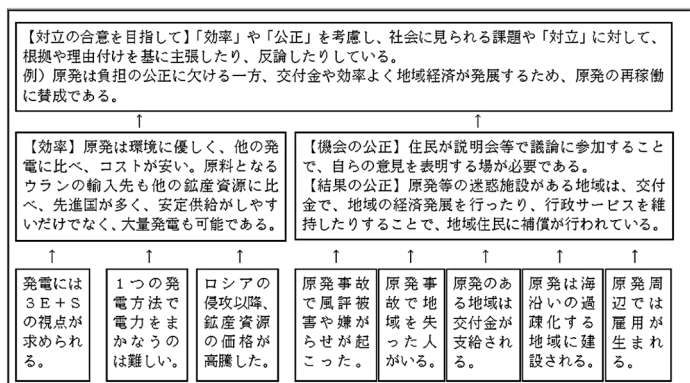 【対立の合意を目指して】「効率」や「公正」を考慮し、社会に見られる課題や「対立」に対して、
根拠や理由付けを基に主張したり、反論したりしている。
例）原発は負担の公正に欠ける一方、交付金や効率よく地域経済が発展するため、原発の再稼働
に賛成である。
↑
↑
【効率】原発は環境に優しく、他の発
電に比べ、コストが安い。原料となる
ウランの輸入先も他の鉱産資源に比
べ、先進国が多く、安定供給がしやす
いだけでなく、大量発電も可能である。
【機会の公正】住民が説明会等で議論に参加すること
で、自らの意見を表明する場が必要である。
【結果の公正】原発等の迷惑施設がある地域は、交付
金で、地域の経済発展を行ったり、行政サービスを維
持したりすることで、地域住民に補償が行われている。
↑ ↑ ↑ ↑ ↑ ↑ ↑ ↑
発電には
３Ｅ＋Ｓ
の視点が
求められ
る。
１つの発
電方法で
電力をま
かなうの
は難しい。
ロシアの
侵攻以降、
鉱産資源
の価格が
高騰した。
原発事故
で風評被
害や嫌が
らせが起
こった。
原発事
故で地
域を失
った人
がいる。
原発のあ
る地域は
交付金が
支給され
る。
原発は海
沿いの過
疎化する
地域に建
設される。
原発周
辺では
雇用が
生まれ
る。